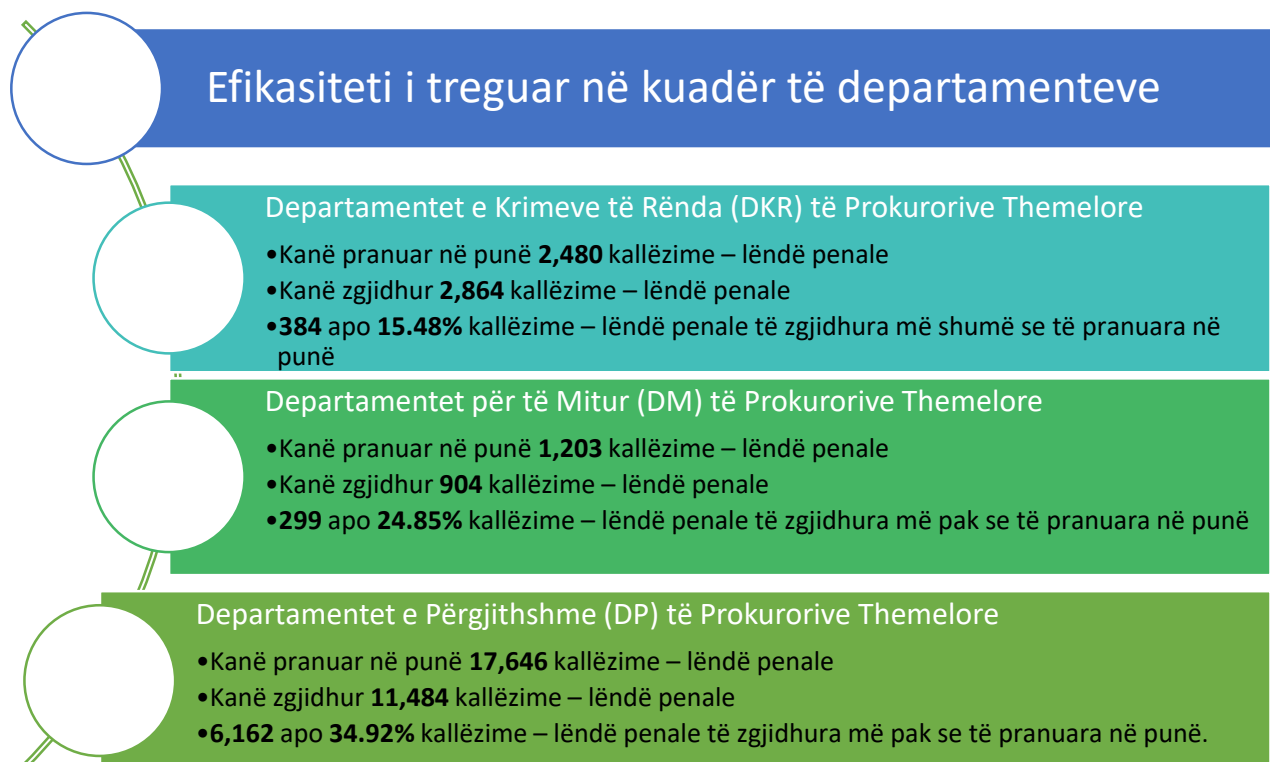 Efikasiteti i treguar në kuadër të departamenteve
Departamentet e Krimeve të Rënda (DKR) të Prokurorive Themelore
•Kanë pranuar në punë 2,480 kallëzime – lëndë penale
•Kanë zgjidhur 2,864 kallëzime – lëndë penale
•384 apo 15.48% kallëzime – lëndë penale të zgjidhura më shumë se të pranuara në
punë
Departamentet për të Mitur (DM) të Prokurorive Themelore
•Kanë pranuar në punë 1,203 kallëzime – lëndë penale
•Kanë zgjidhur 904 kallëzime – lëndë penale
•299 apo 24.85% kallëzime – lëndë penale të zgjidhura më pak se të pranuara në punë
Departamentet e Përgjithshme (DP) të Prokurorive Themelore
•Kanë pranuar në punë 17,646 kallëzime – lëndë penale
•Kanë zgjidhur 11,484 kallëzime – lëndë penale
•6,162 apo 34.92% kallëzime – lëndë penale të zgjidhura më pak se të pranuara në punë.